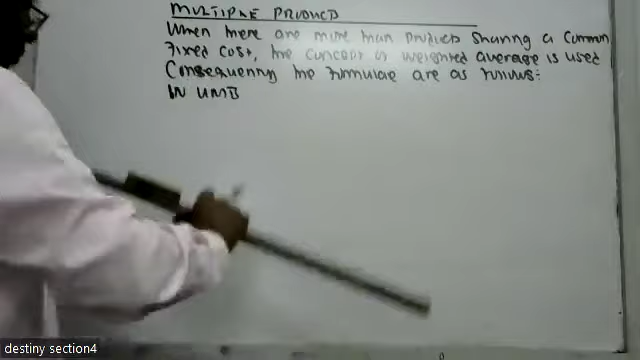 MULTIPLE PRODUCT
When there are more than products sharing a common
Fixed cost, the concept of weighted average is used
Consequently the formulae are as follows:
IN UNITS
destiny section4